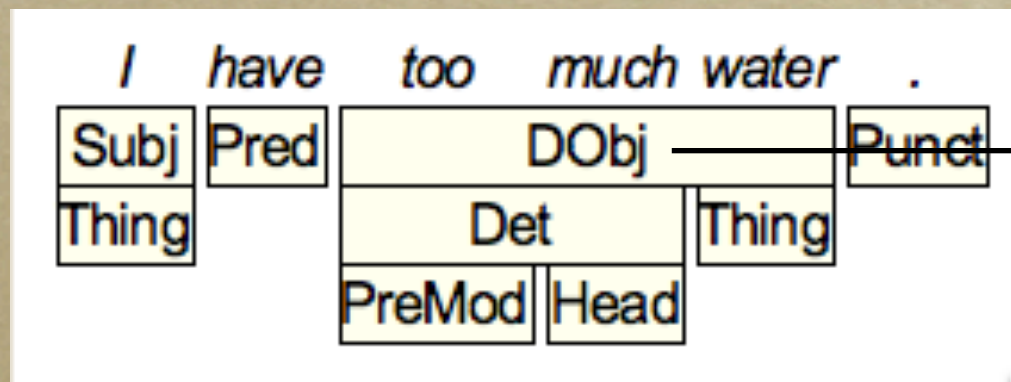 I have too much water .
Subj Pred DObj Punct
Thing Det Thing
PreMod Head